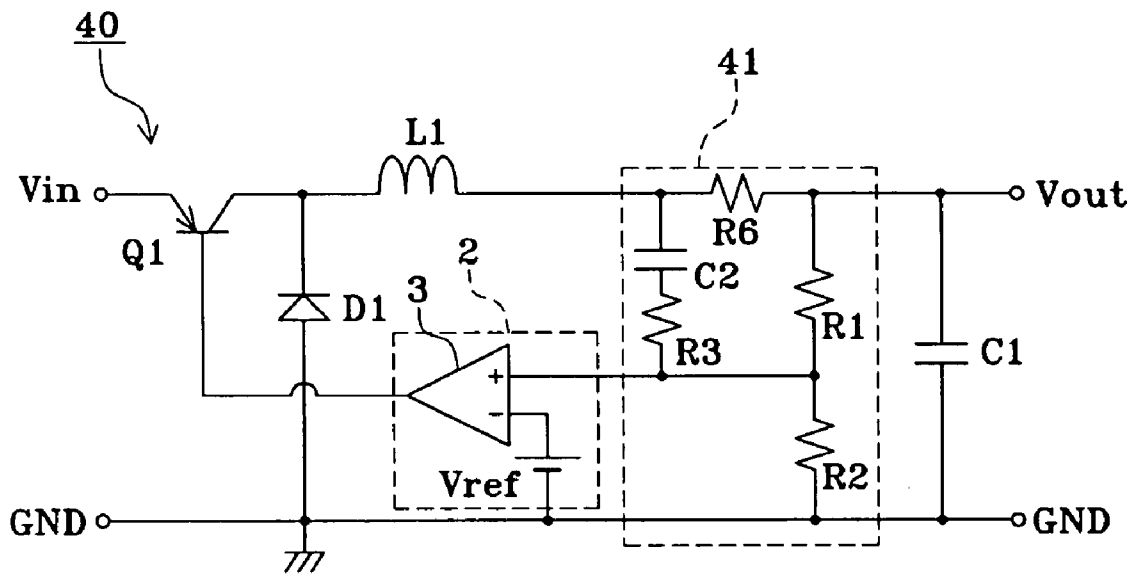 40
41
L1
Vin
Vout
Q1
R6
2
C2
3
D1
R1
R3
C1
+
−
Vref
R2
GND
GND